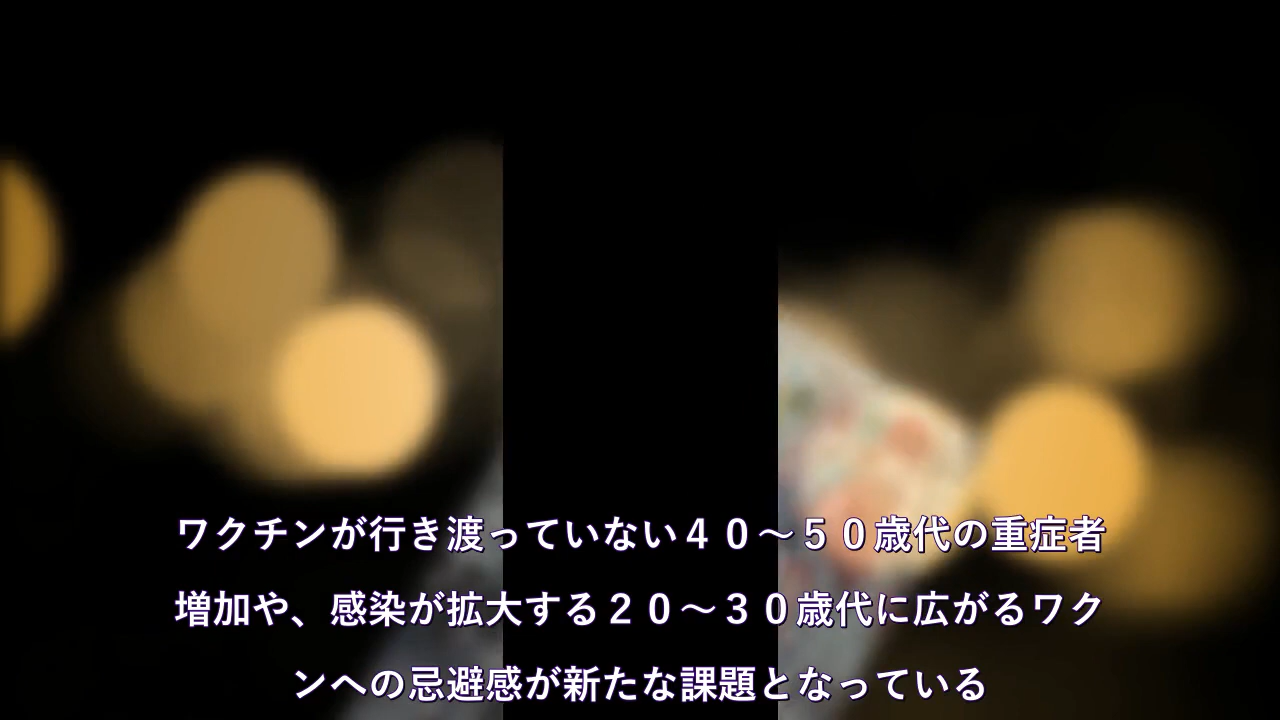 ワクチンが行き渡っていない４０～５０歳代の重症者
増加や、感染が拡大する２０～３０歳代に広がるワク
ンへの忌避感が新たな課題となっている